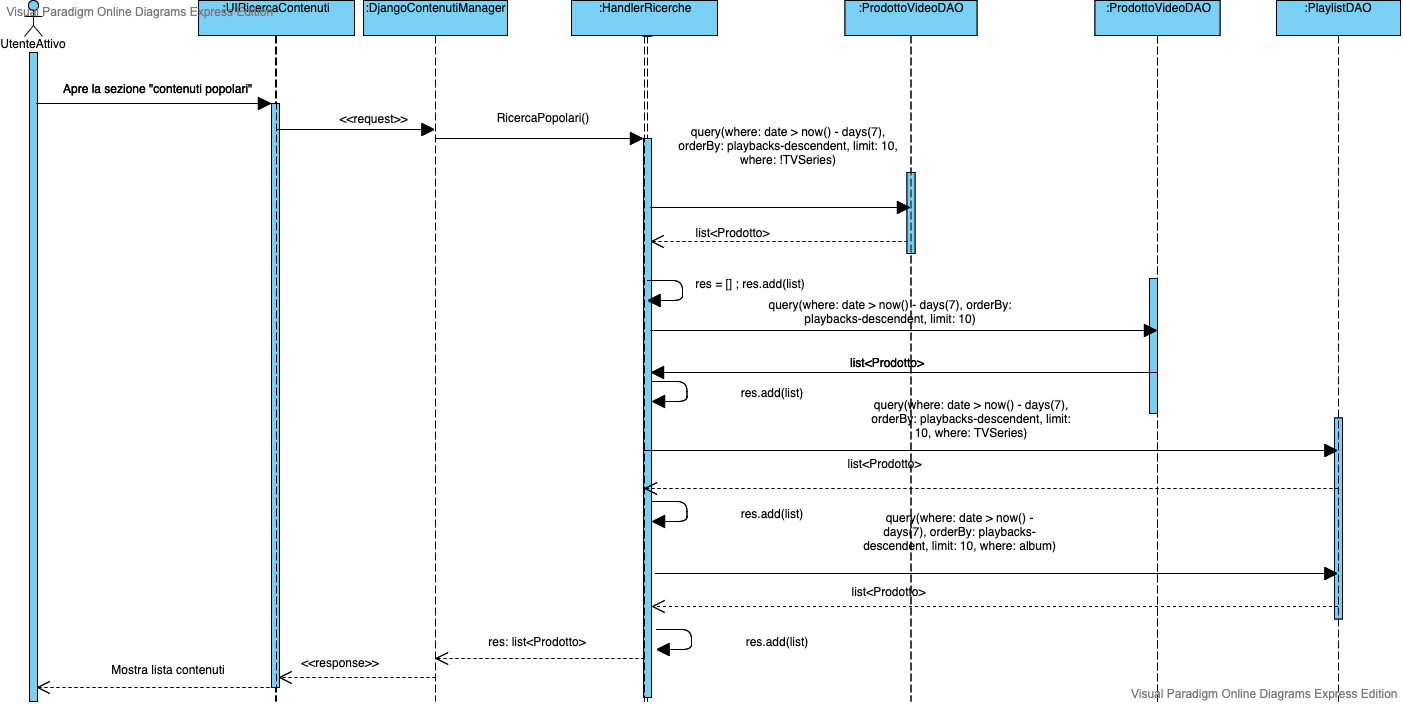 Visual Paradigm Online Diagrams Express Edition
:UIRicercaContenuti
:DjangoContenutiManager
:HandlerRicerche
:ProdottoVideoDAO
:ProdottoVideoDAO
:PlaylistDAO
UtenteAttivo
Apre la sezione "contenuti popolari"
<<request>>
RicercaPopolari()
query(where: date > now() - days(7),
orderBy: playbacks-descendent, limit: 10,
where: !TVSeries)
list<Prodotto>
res = [] ; res.add(list)
query(where: date > now() - days(7), orderBy:
playbacks-descendent, limit: 10)
list<Prodotto>
res.add(list)
query(where: date > now() - days(7),
orderBy: playbacks-descendent, limit:
10, where: TVSeries)
list<Prodotto>
res.add(list)
query(where: date > now() -
days(7), orderBy: playbacks-
descendent, limit: 10, where: album)
list<Prodotto>
res.add(list)
res: list<Prodotto>
<<response>>
Mostra lista contenuti
Visual Paradigm Online Diagrams Express Edition